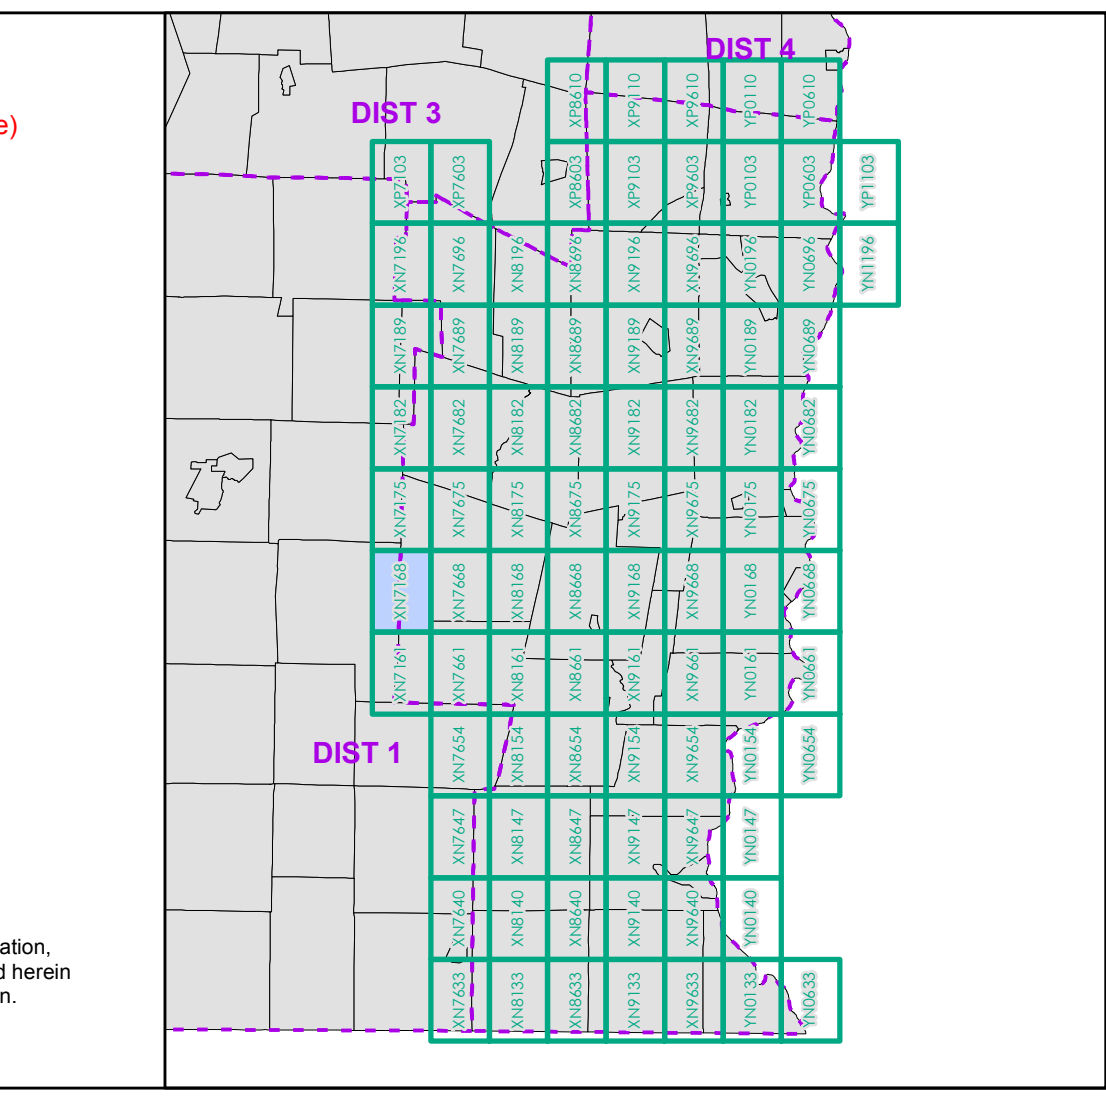 e)
DIST 4
DIST 3
XP8610 XP9110 XP9610 YP0110 YP0610
XP7103 XP7603 XP8603 XP9103 XP9603 YP0103 YP0603 YP1103
XN7196 XN7696 XN8196 XN8696 XN9196 XN9696 YN0196 YN0696 YN1196
XN7189 XN7689 XN8189 XN8689 XN9189 XN9689 YN0189 YN0689
XN7182 XN7682 XN8182 XN8682 XN9182 XN9682 YN0182 YN0682
XN7175 XN7675 XN8175 XN8675 XN9175 XN9675 YN0175 YN0675
XN7168 XN7668 XN8168 XN8668 XN9168 XN9668 YN0168 YN0668
XN7161 XN7661 XN8161 XN8661 XN9161 XN9661 YN0161 YN0661
DIST 1
XN7654 XN8154 XN8654 XN9154 XN9654 YN0154 YN0654
XN7647 XN8147 XN8647 XN9147 XN9647 YN0147
XN7640 XN8140 XN8640 XN9140 XN9640 YN0140
XN7633 XN8133 XN8633 XN9133 XN9633 YN0133 YN0633
ation,
d herein
n.